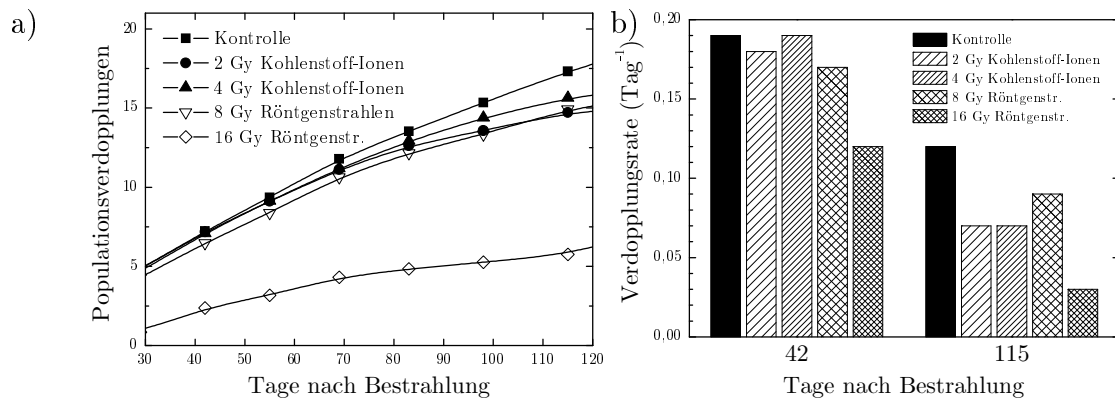 a)
Populationsverdopplungen
20
15
10
5
0
Kontrolle
2 Gy Kohlenstoff-Ionen
4 Gy Kohlenstoff-Ionen
8 Gy Röntgenstrahlen
16 Gy Röntgenstr.
30 40 50 60 70 80 90 100 110 120
Tage nach Bestrahlung
b)
Verdopplungsrate (Tag-1)
0,20
0,15
0,10
0,05
0,00
Kontrolle
2 Gy Kohlenstoff-Ionen
4 Gy Kohlenstoff-Ionen
8 Gy Röntgenstr.
16 Gy Röntgenstr.
42 115
Tage nach Bestrahlung